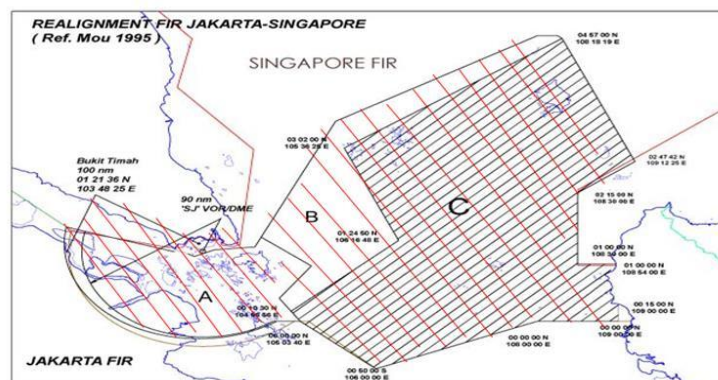 REALIGNMENT FIR JAKARTA-SINGAPORE
( Ref. Mou 1995 )
SINGAPORE FIR
04 57 00 N
108 18 19 E
03 02 00 N
105 36 25 E
Bukit Timah
100 nm
01 21 36 N
103 48 25 E
02 47 42 N
109 12 25 E
90 nm
"SJ" VOR/DME
02 15 00 N
108 30 00 E
B
C
01 24 50 N
106 16 48 E
01 00 00 N
108 30 00 E
01 00 00 N
108 54 00 E
A
00 10 30 N
00 15 00 N
109 00 00 E
00 00 00 N
109 00 00 E
103 40 E
00 00 00 N
108 00 00 E
JAKARTA FIR
00 50 00 S
106 00 00 E